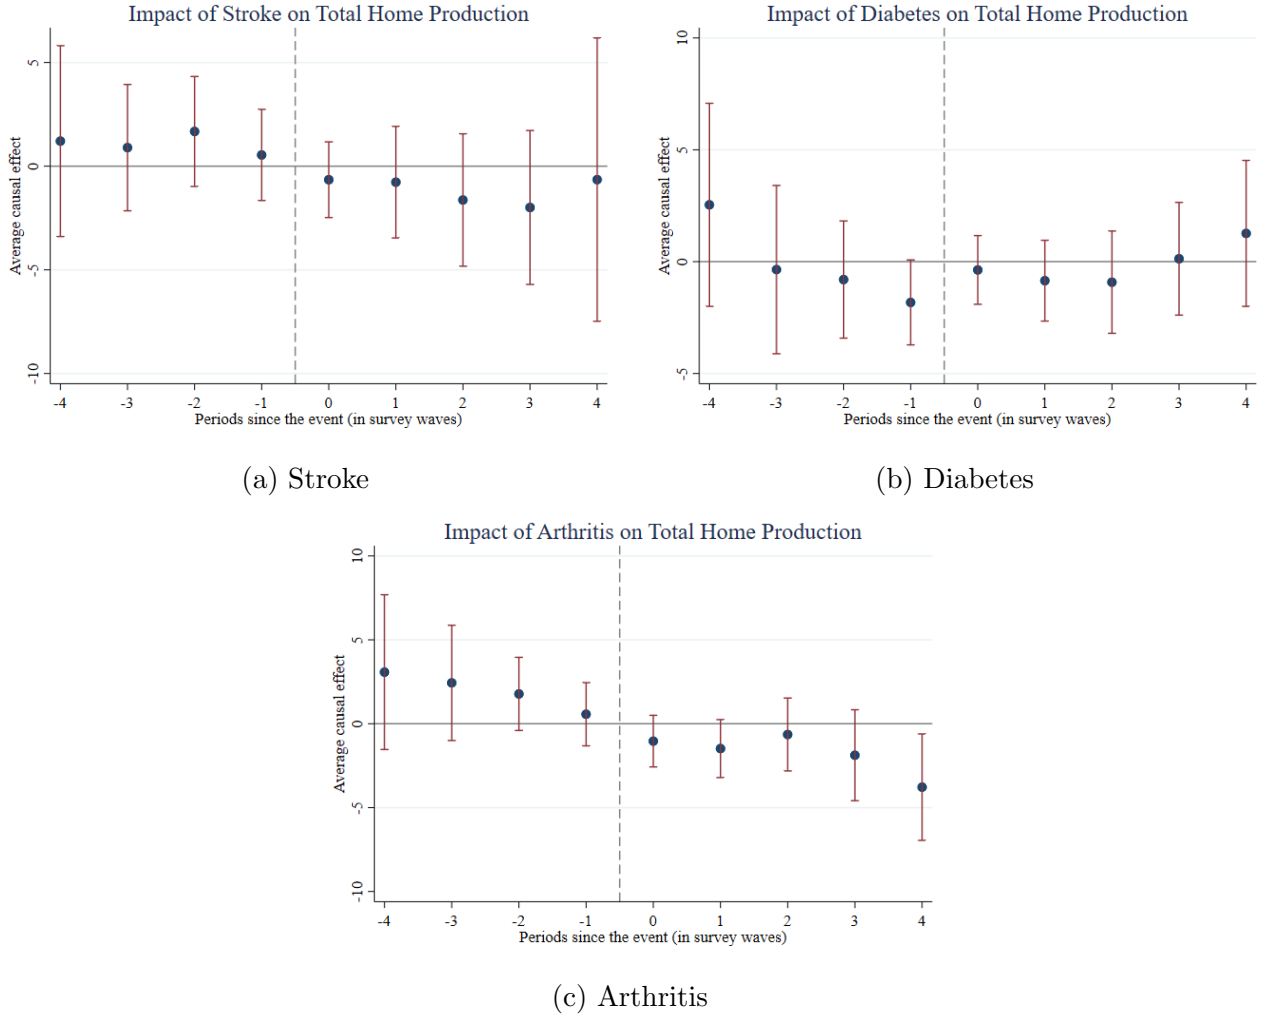 Impact of Stroke on Total Home Production
Average causal effect
5
0
-5
-10
-4 -3 -2 -1 0 1 2 3 4
Periods since the event (in survey waves)
(a) Stroke
Impact of Diabetes on Total Home Production
Average causal effect
10
5
0
-5
-4 -3 -2 -1 0 1 2 3 4
Periods since the event (in survey waves)
(b) Diabetes
Impact of Arthritis on Total Home Production
Average causal effect
10
5
0
-5
-10
-4 -3 -2 -1 0 1 2 3 4
Periods since the event (in survey waves)
(c) Arthritis